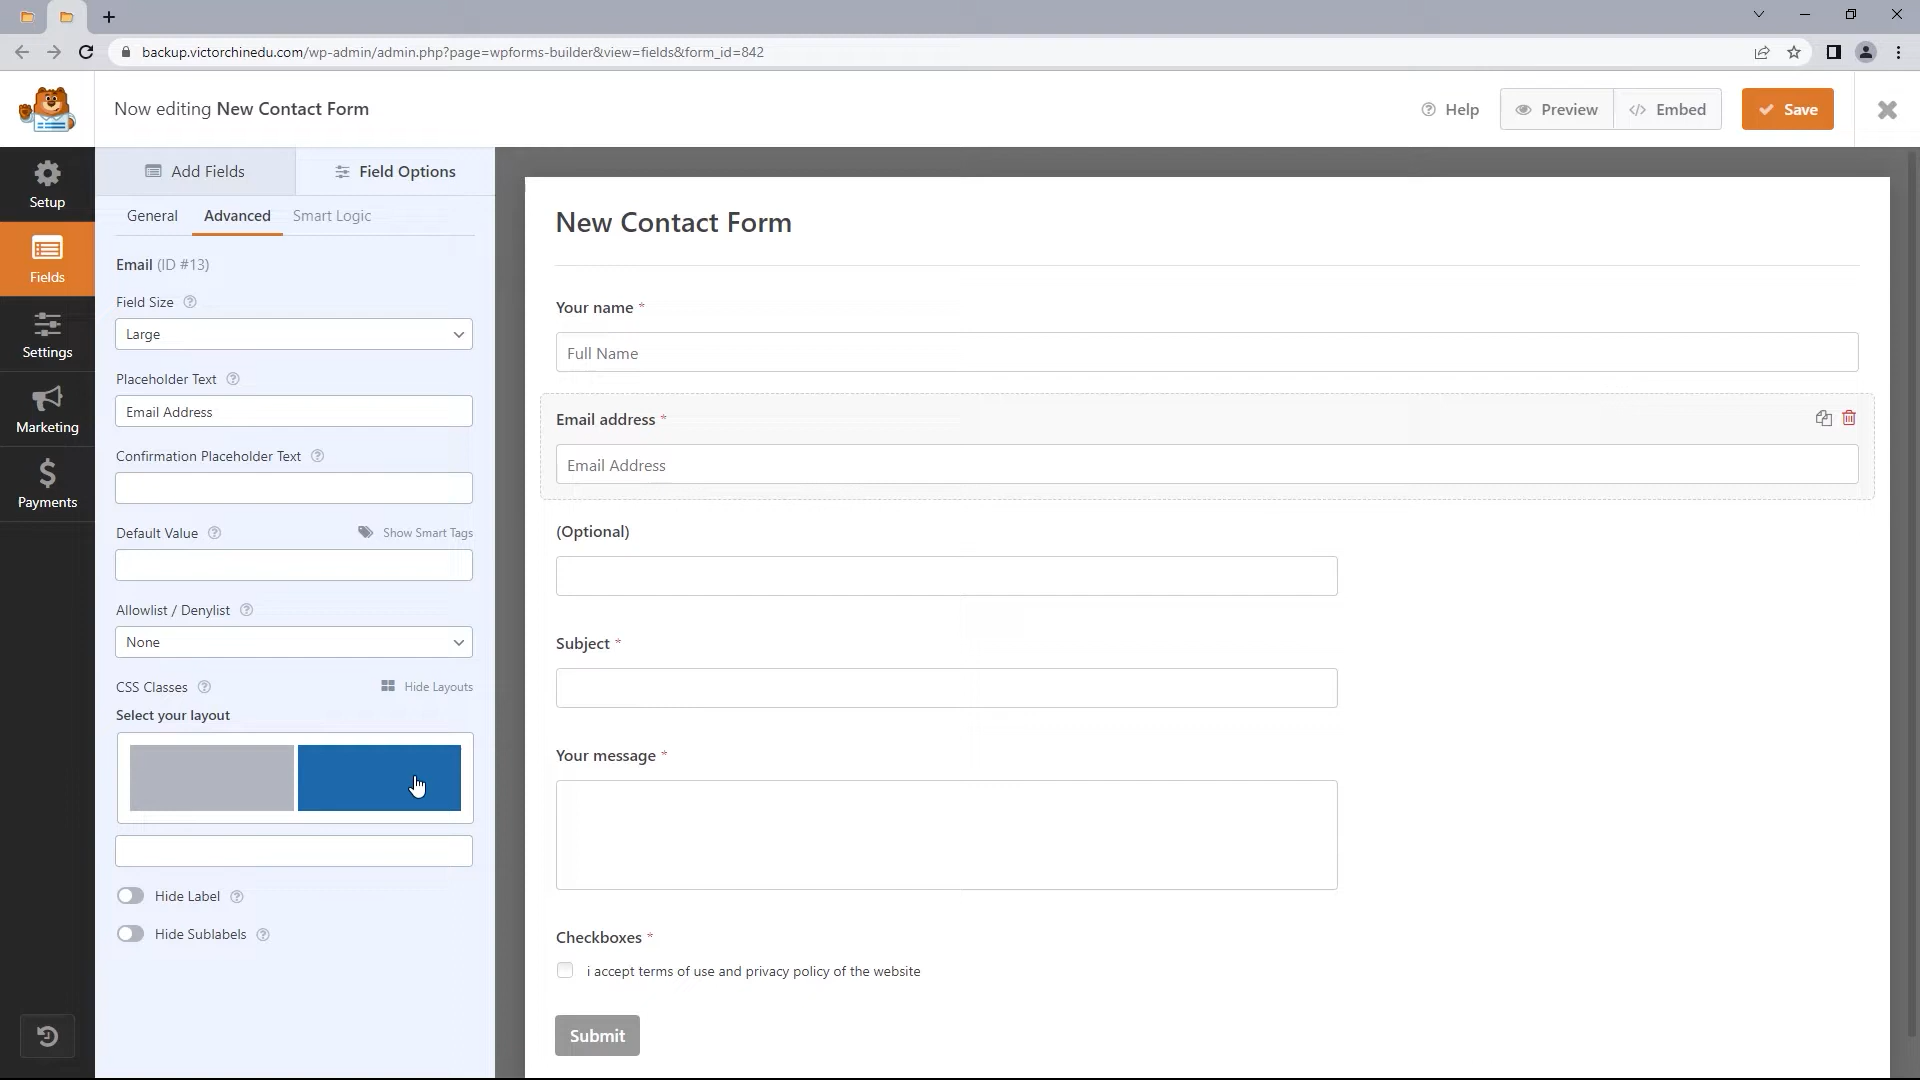 backup.victorchinedu.com/wp-admin/admin.php?page=wpforms-builder&view=fields&form_id=842
Now editing New Contact Form
Help
Preview
Embed
Save
Setup
Fields
Settings
Marketing
Payments
Add Fields
Field Options
General
Advanced
Smart Logic
Email (ID #13)
Field Size
Large
Placeholder Text
Email Address
Confirmation Placeholder Text
Default Value
Show Smart Tags
Allowlist / Denylist
None
CSS Classes
Hide Layouts
Select your layout
Hide Label
Hide Sublabels
New Contact Form
Your name *
Full Name
Email address *
Email Address
(Optional)
Subject *
Your message *
Checkboxes *
i accept terms of use and privacy policy of the website
Submit